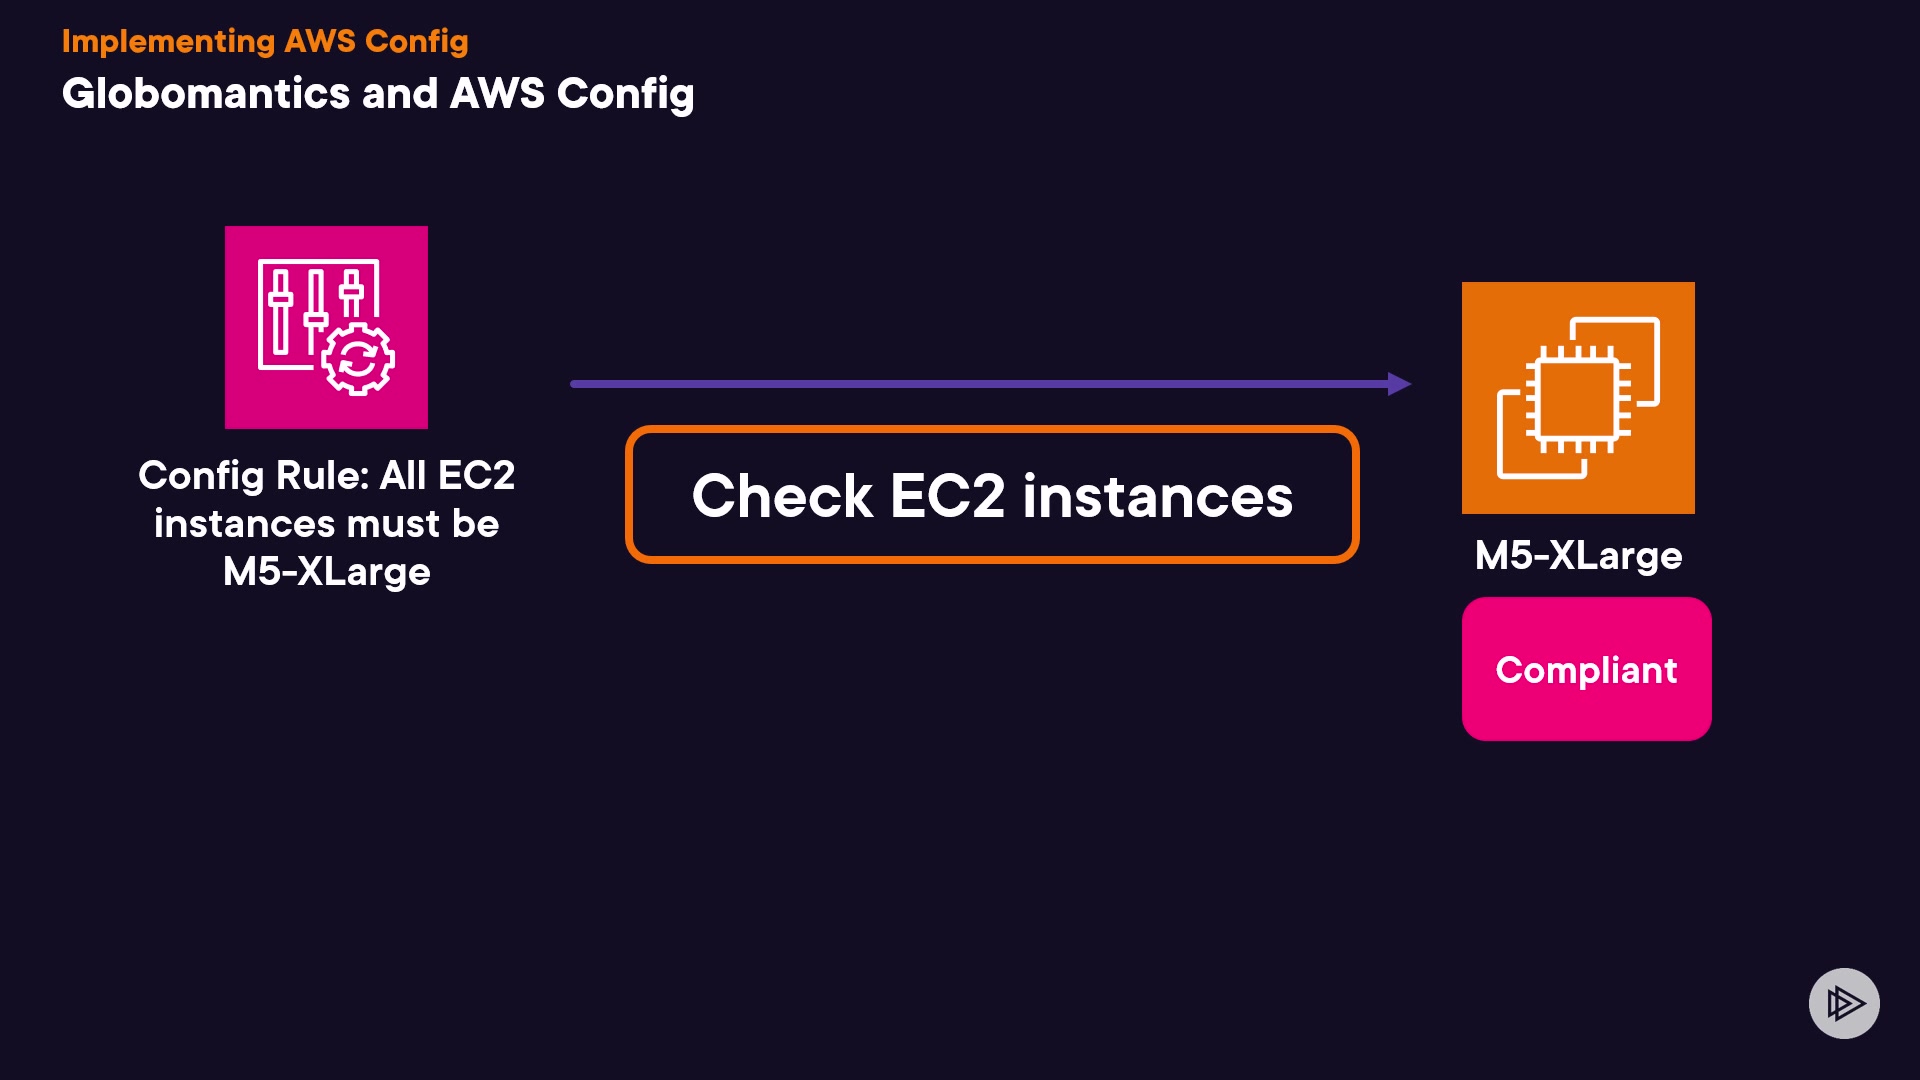 Implementing AWS Config
Globomantics and AWS Config
Config Rule: All EC2
instances must be
M5-XLarge
Check EC2 instances
M5-XLarge
Compliant